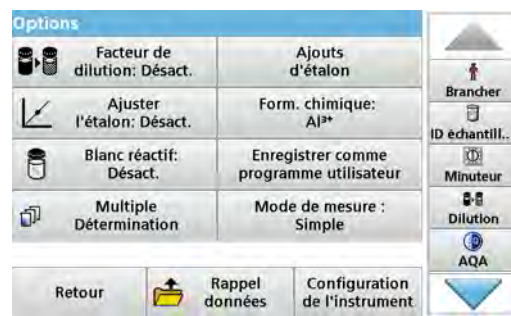 Options
Facteur de
dilution: Désact.
Ajouts
d'étalon
Ajuster
l'étalon: Désact.
Form. chimique:
Al³⁺
Blanc réactif:
Désact.
Enregistrer comme
programme utilisateur
Multiple
Détermination
Mode de mesure :
Simple
Retour
Rappel
données
Configuration
de l'instrument
Brancher
ID échantill..
Minuteur
Dilution
AQA